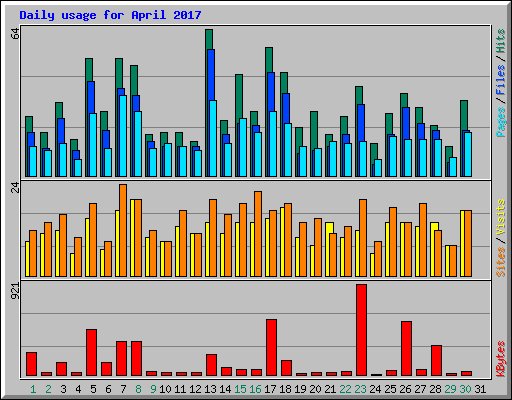 Daily usage for April 2017
64
Pages / Files / Hits
24
Sites / Visits
921
KBytes
1 2 3 4 5 6 7 8 9 10 11 12 13 14 15 16 17 18 19 20 21 22 23 24 25 26 27 28 29 30 31